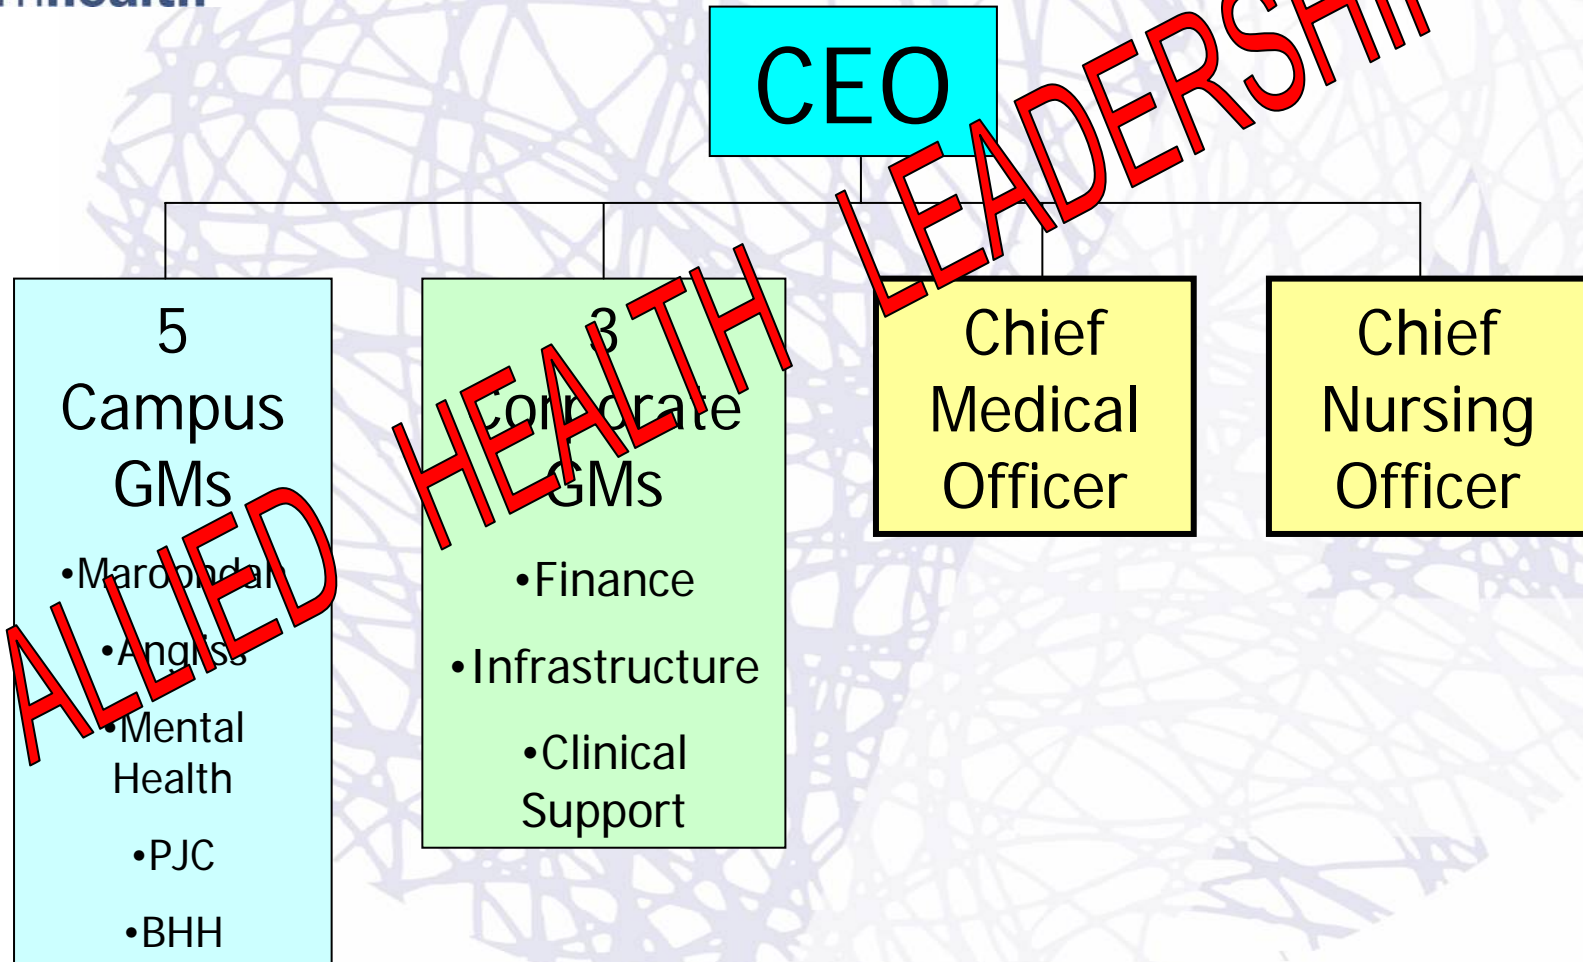 health
CEO
5
Campus
GMs
•Maroondah
•Angliss
•Mental
Health
•PJC
•BHH
3
Corporate
GMs
•Finance
•Infrastructure
•Clinical
Support
Chief
Medical
Officer
Chief
Nursing
Officer
ALLIED HEALTH LEADERSHIP